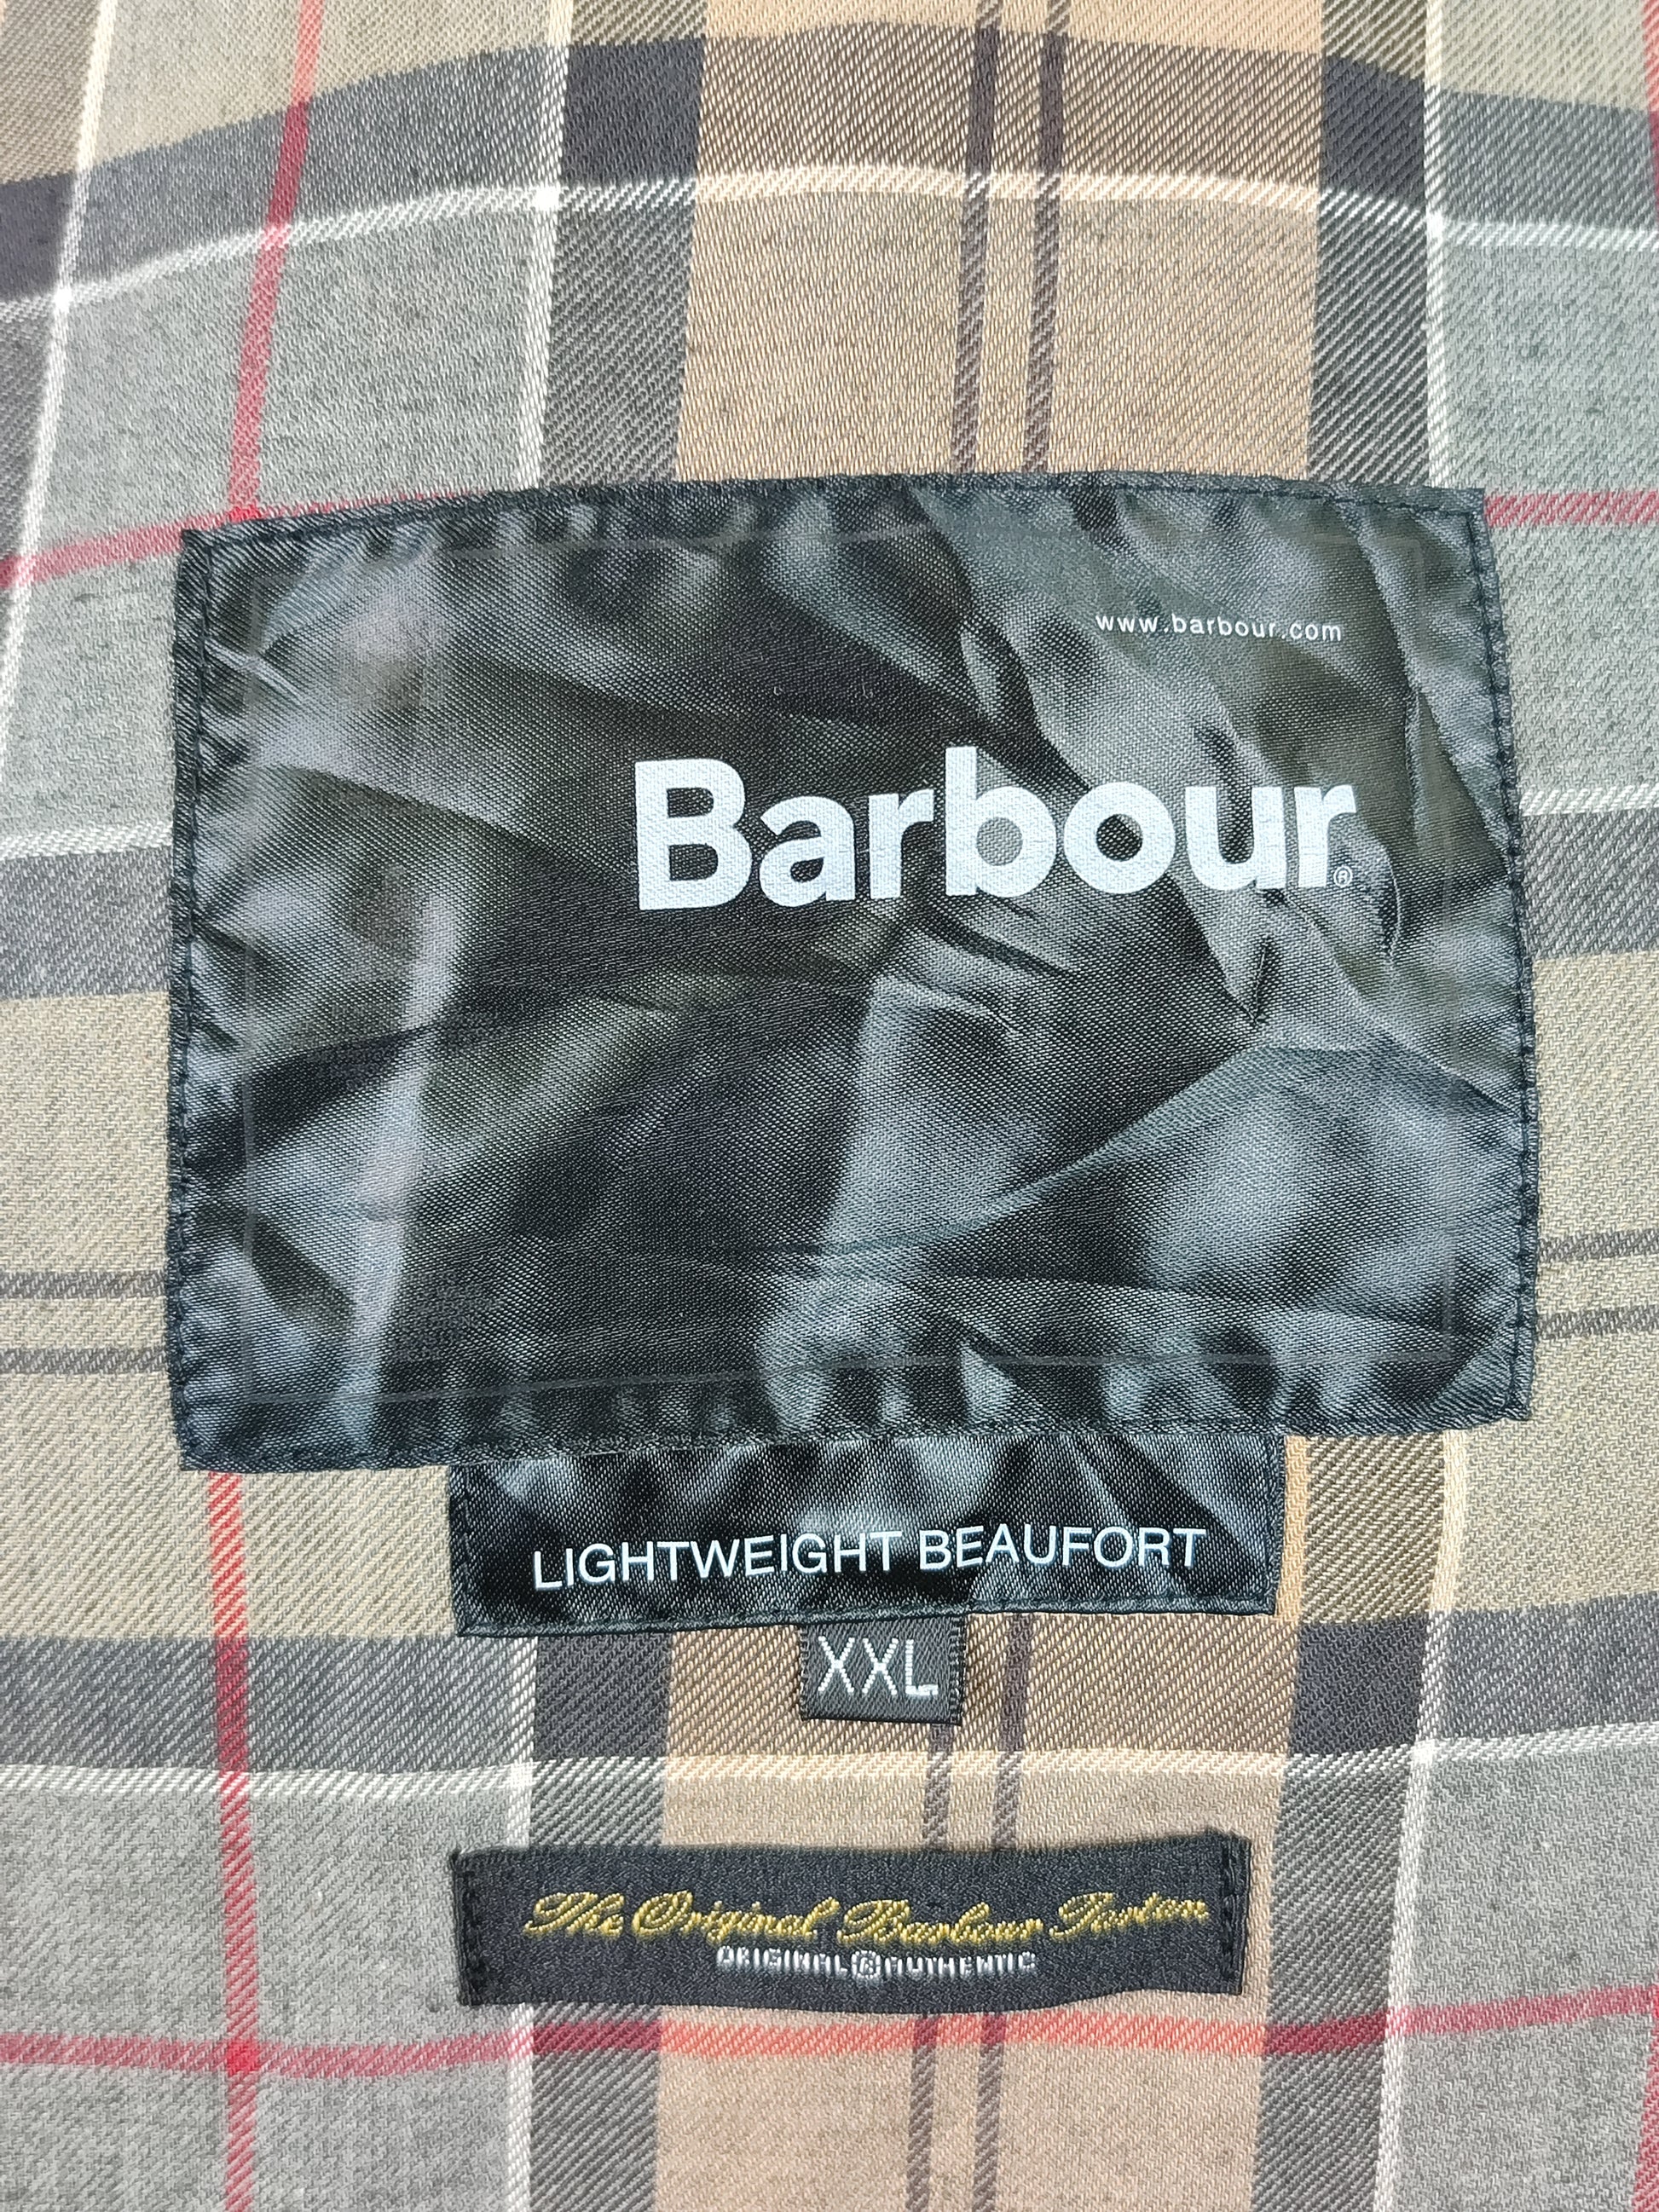 www.barbour.com
Barbour®
LIGHTWEIGHT BEAUFORT
XXL
The Original Barbour Tartan
ORIGINAL B AUTHENTIC